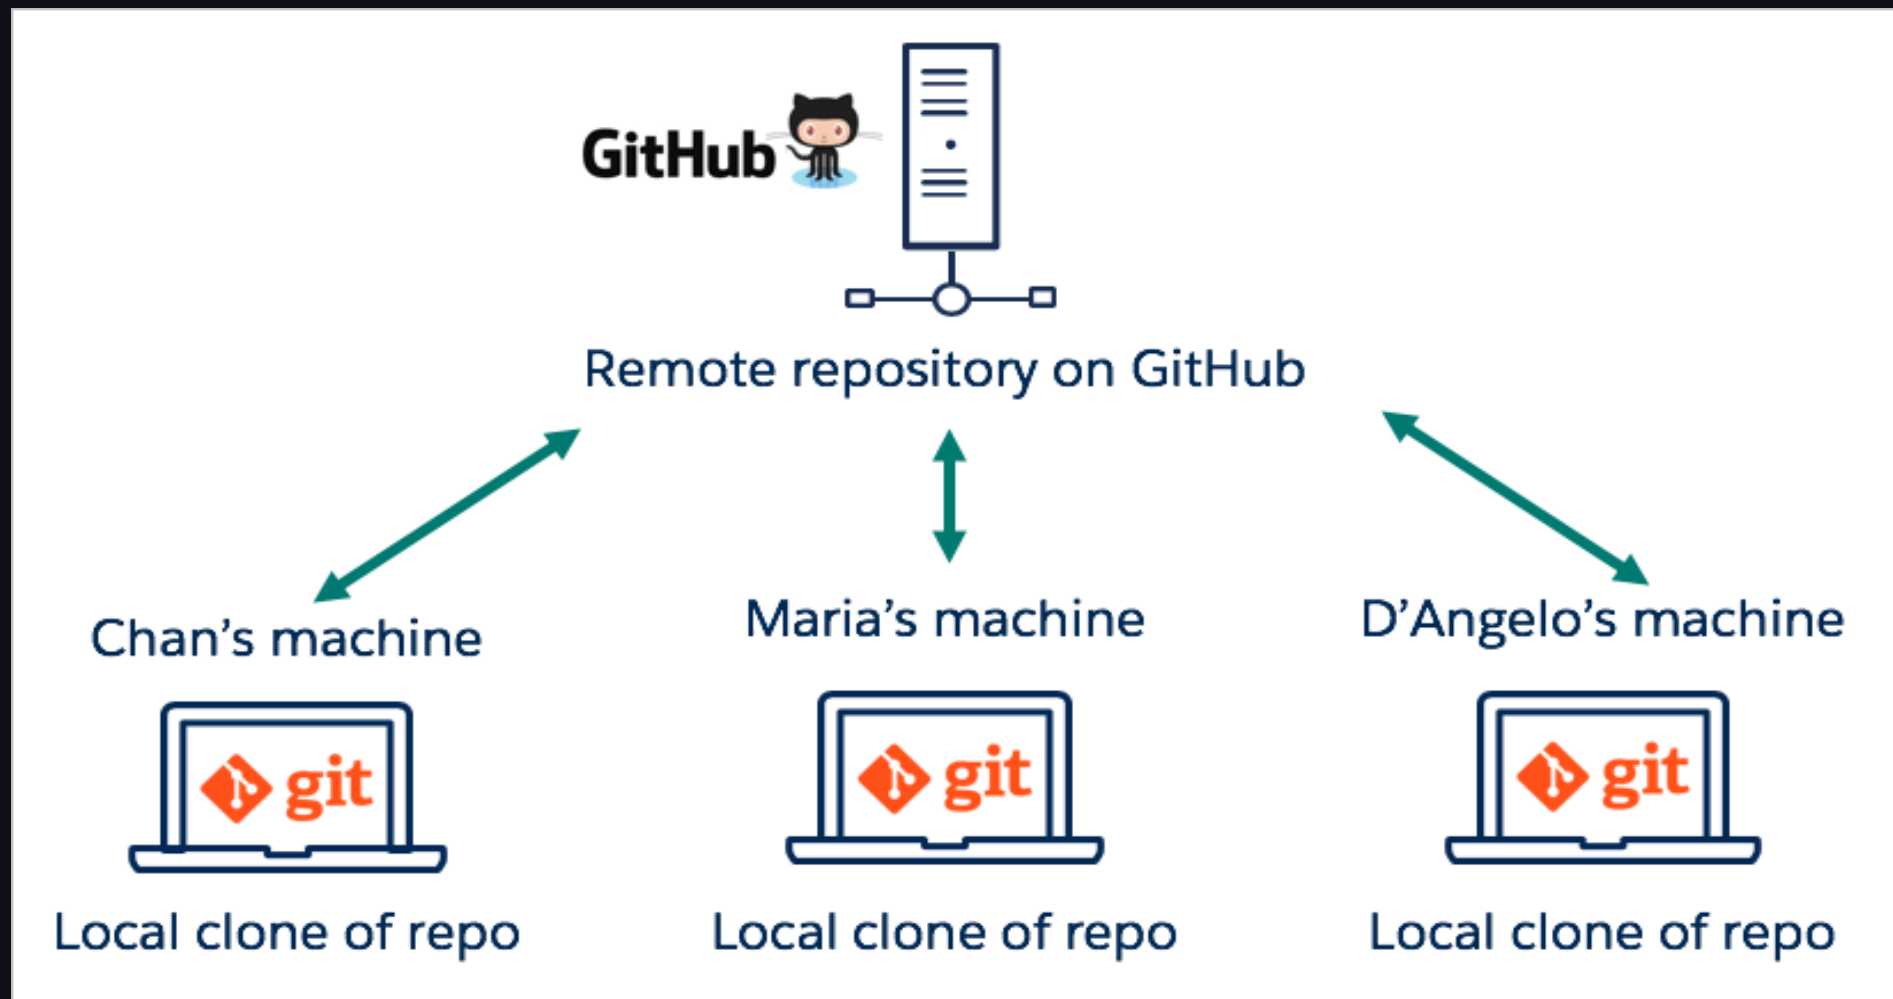 GitHub
Remote repository on GitHub
Chan’s machine
Maria’s machine
D’Angelo’s machine
git
git
git
Local clone of repo
Local clone of repo
Local clone of repo